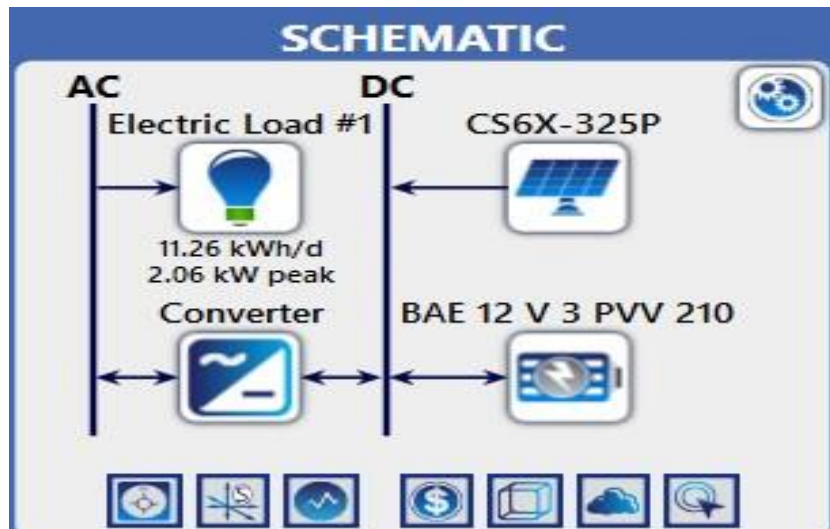 SCHEMATIC
AC DC
Electric Load #1 CS6X-325P
11.26 kWh/d
2.06 kW peak
Converter BAE 12 V 3 PVV 210